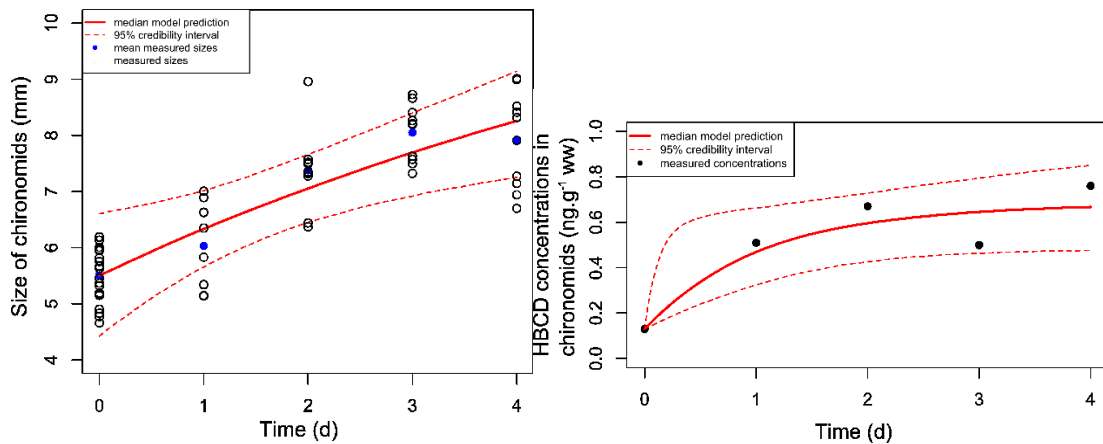 median model prediction
95% credibility interval
mean measured sizes
measured sizes
Size of chironomids (mm)
10
9
8
7
6
5
4
0 1 2 3 4
Time (d)
median model prediction
95% credibility interval
measured concentrations
HBCD concentrations in
chironomids (ng.g⁻¹ ww)
1.0
0.8
0.6
0.4
0.2
0.0
0 1 2 3 4
Time (d)